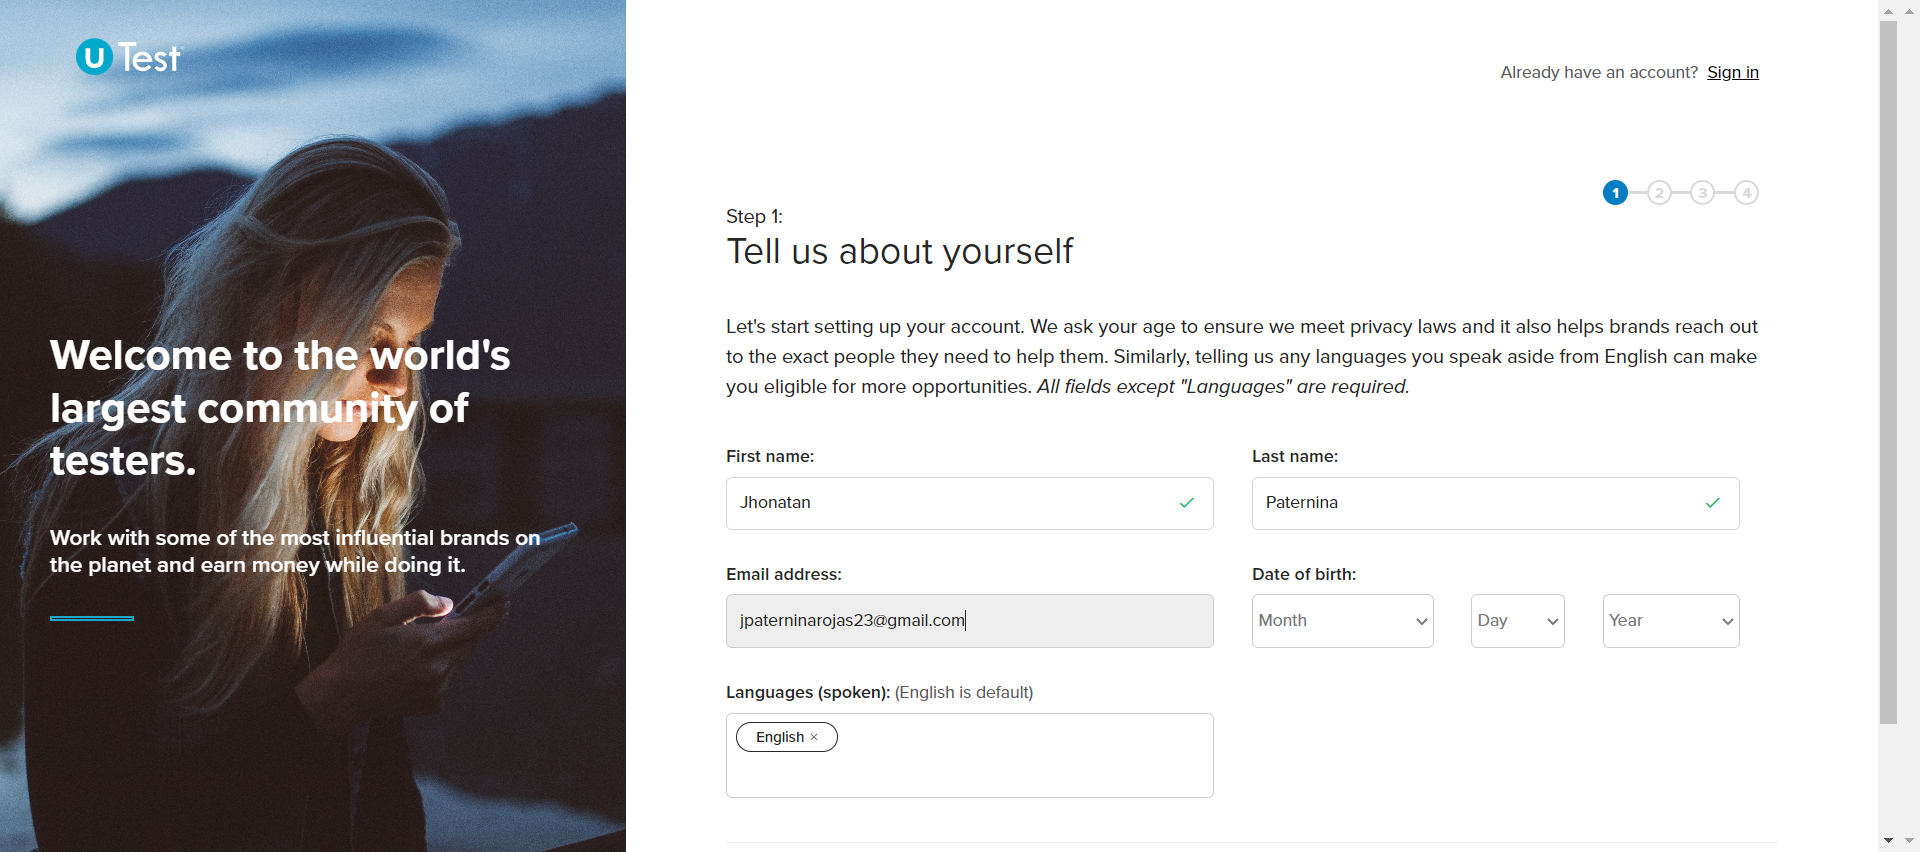 U Test
Already have an account? Sign in
1 2 3 4
Step 1:
Tell us about yourself
Let's start setting up your account. We ask your age to ensure we meet privacy laws and it also helps brands reach out
to the exact people they need to help them. Similarly, telling us any languages you speak aside from English can make
you eligible for more opportunities. All fields except "Languages" are required.
Welcome to the world's
largest community of
testers.
Work with some of the most influential brands on
the planet and earn money while doing it.
First name:
Last name:
Jhonatan
Paternina
Email address:
Date of birth:
jpaterninarojas23@gmail.com
Month
Day
Year
Languages (spoken): (English is default)
English ×